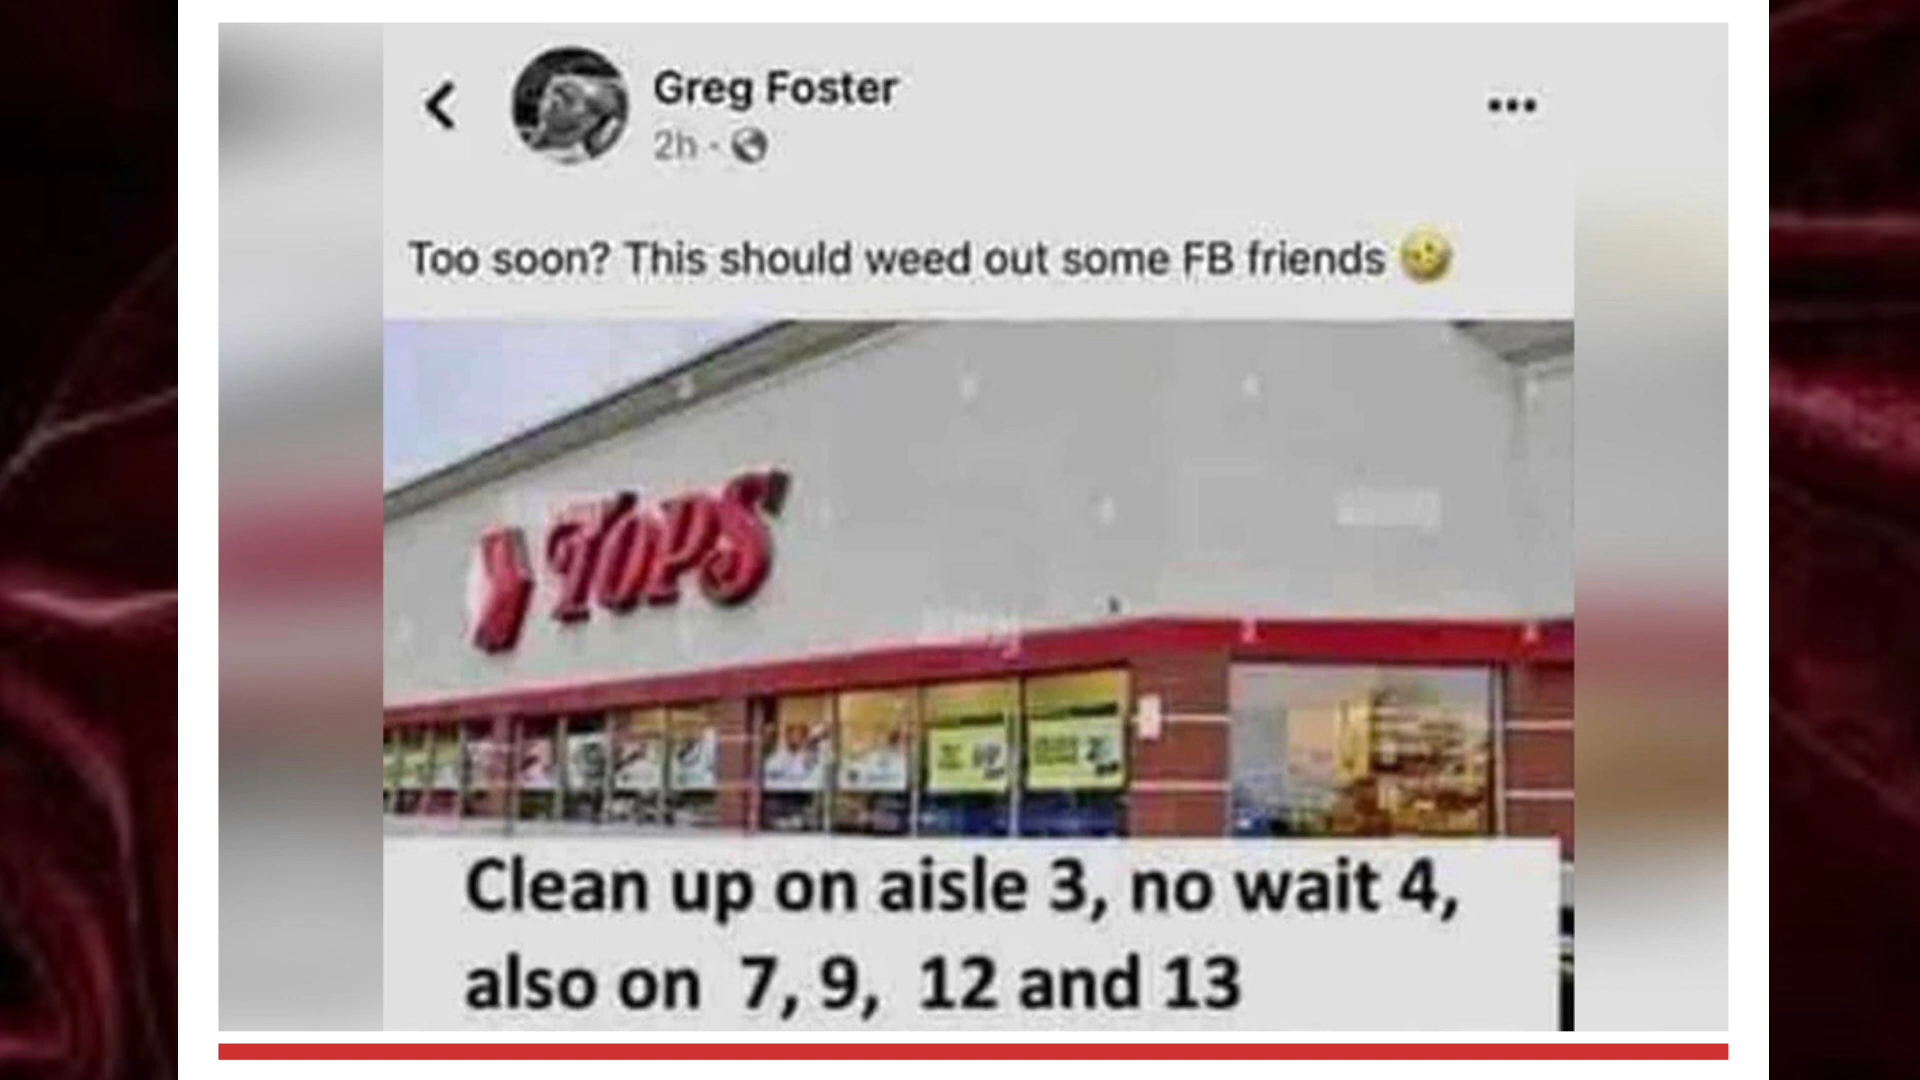 Greg Foster
2h
Too soon? This should weed out some FB friends
TOPS
Clean up on aisle 3, no wait 4,
also on 7, 9, 12 and 13